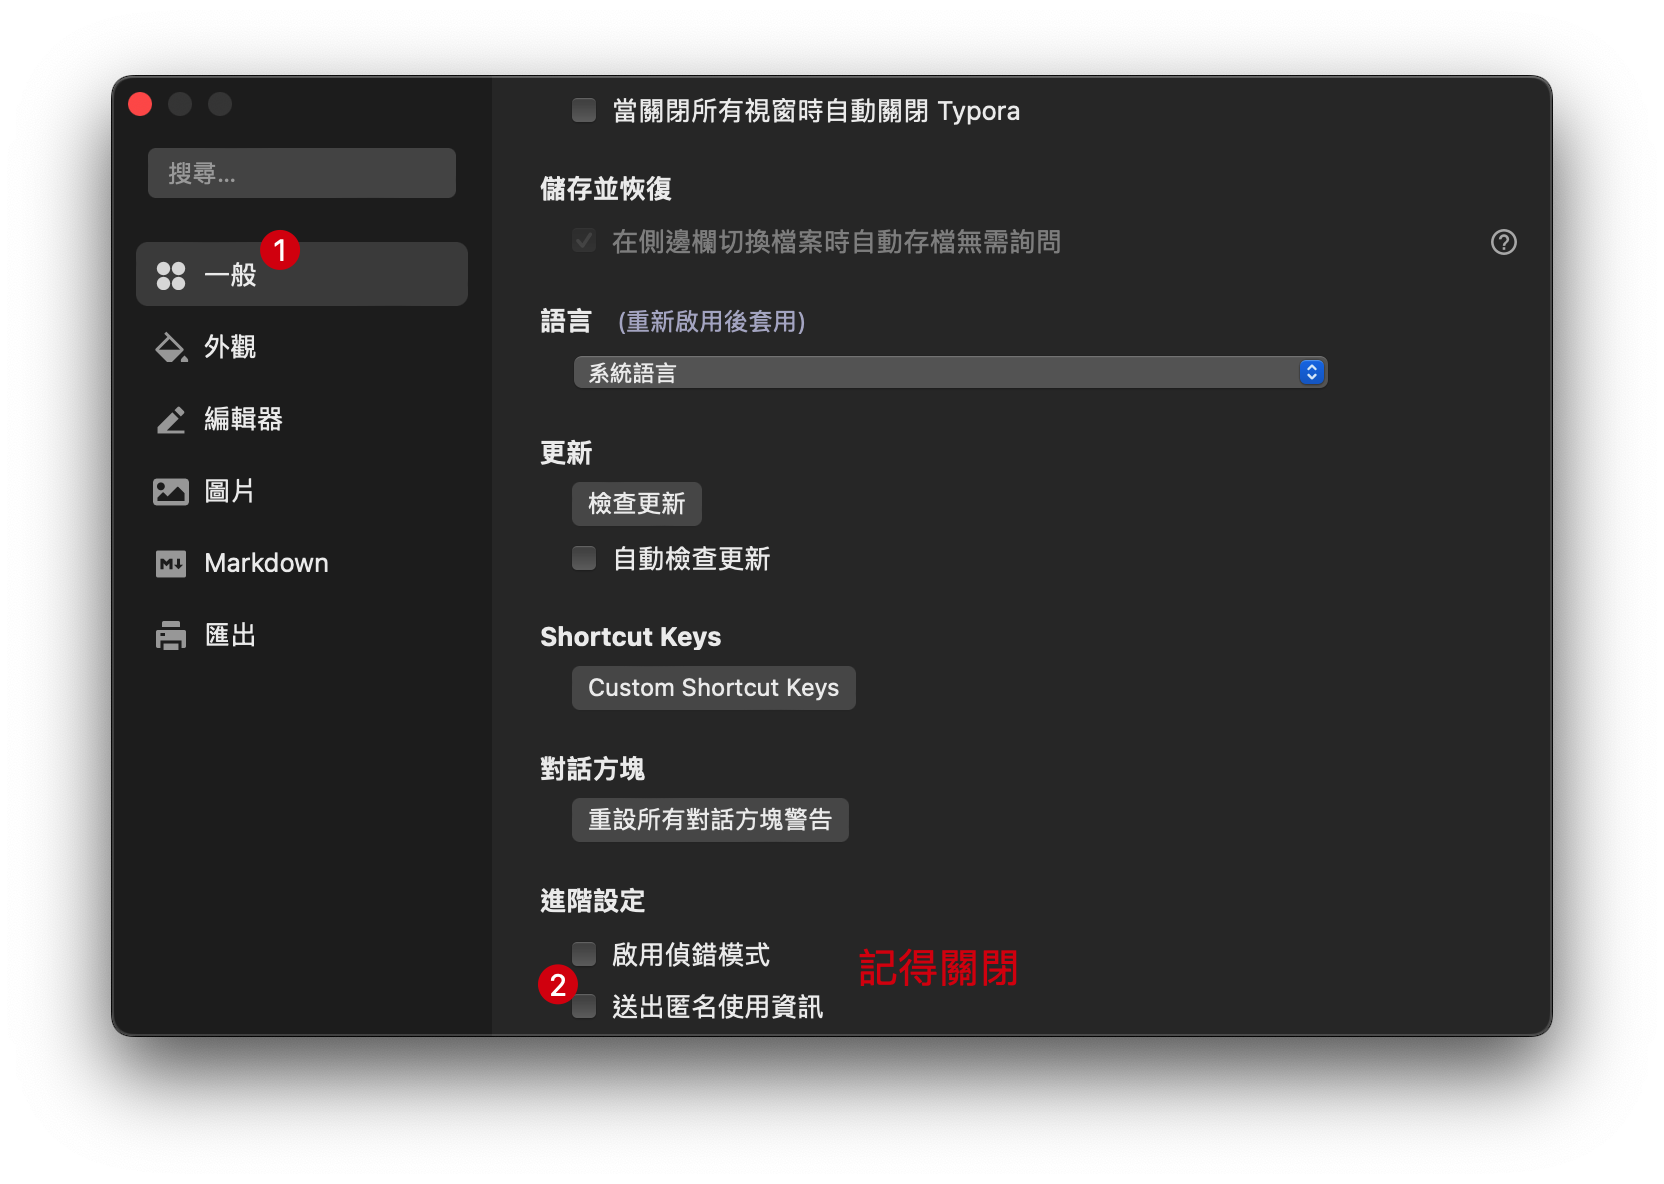 搜尋...
1
一般
外觀
編輯器
圖片
M↓
Markdown
匯出
當關閉所有視窗時自動關閉 Typora
儲存並恢復
在側邊欄切換檔案時自動存檔無需詢問
?
語言 (重新啟用後套用)
系統語言
更新
檢查更新
自動檢查更新
Shortcut Keys
Custom Shortcut Keys
對話方塊
重設所有對話方塊警告
進階設定
啟用偵錯模式
記得關閉
2
送出匿名使用資訊